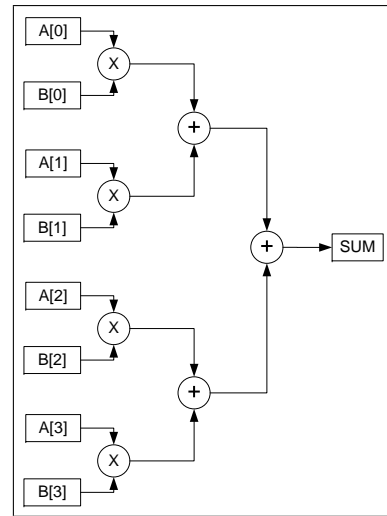 A[0]
X
B[0]
+
A[1]
X
B[1]
+
SUM
A[2]
X
B[2]
+
A[3]
X
B[3]